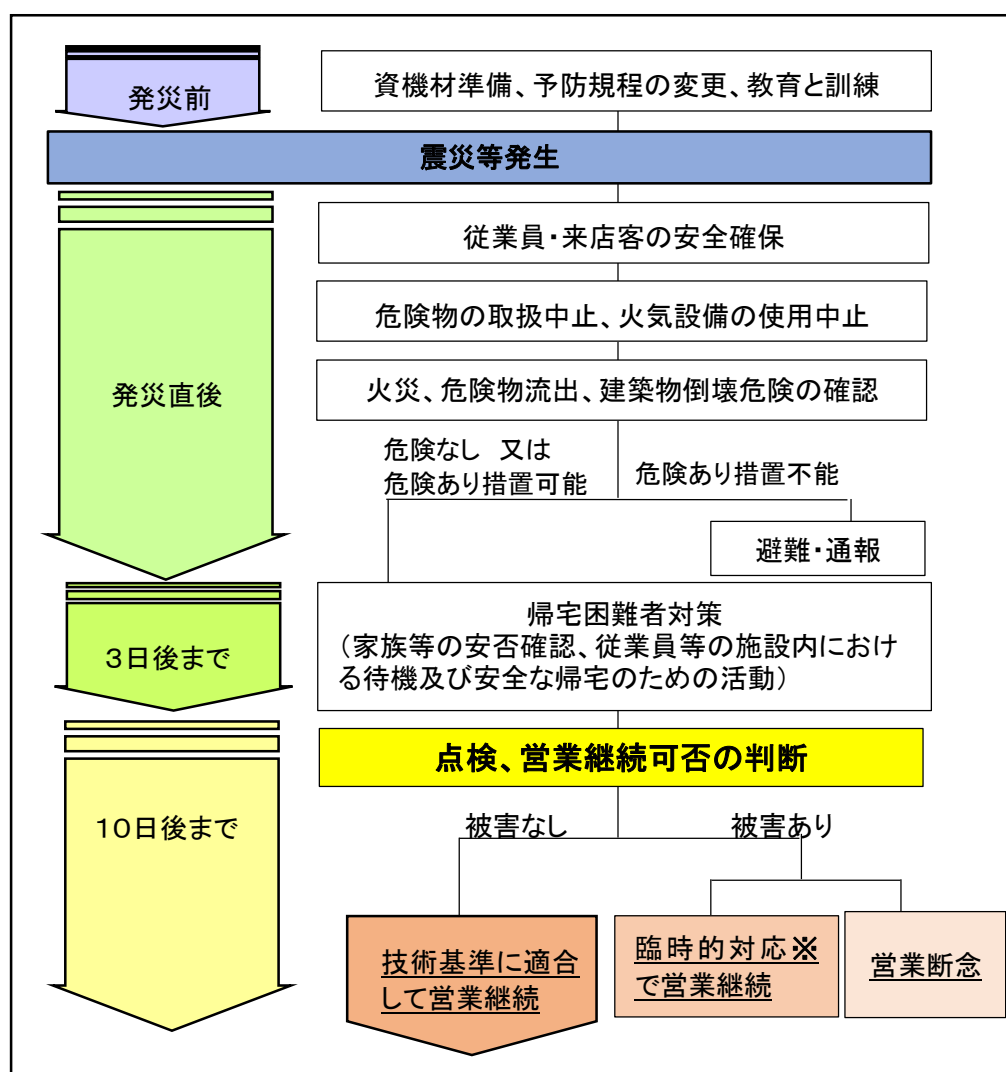 発災前
資機材準備、予防規程の変更、教育と訓練
震災等発生
従業員・来店客の安全確保
危険物の取扱中止、火気設備の使用中止
発災直後
火災、危険物流出、建築物倒壊危険の確認
危険なし　又は
危険あり措置可能
危険あり措置不能
避難・通報
3日後まで
帰宅困難者対策
（家族等の安否確認、従業員等の施設内におけ
る待機及び安全な帰宅のための活動）
点検、営業継続可否の判断
10日後まで
被害なし
被害あり
技術基準に適合
して営業継続
臨時的対応※
で営業継続
営業断念